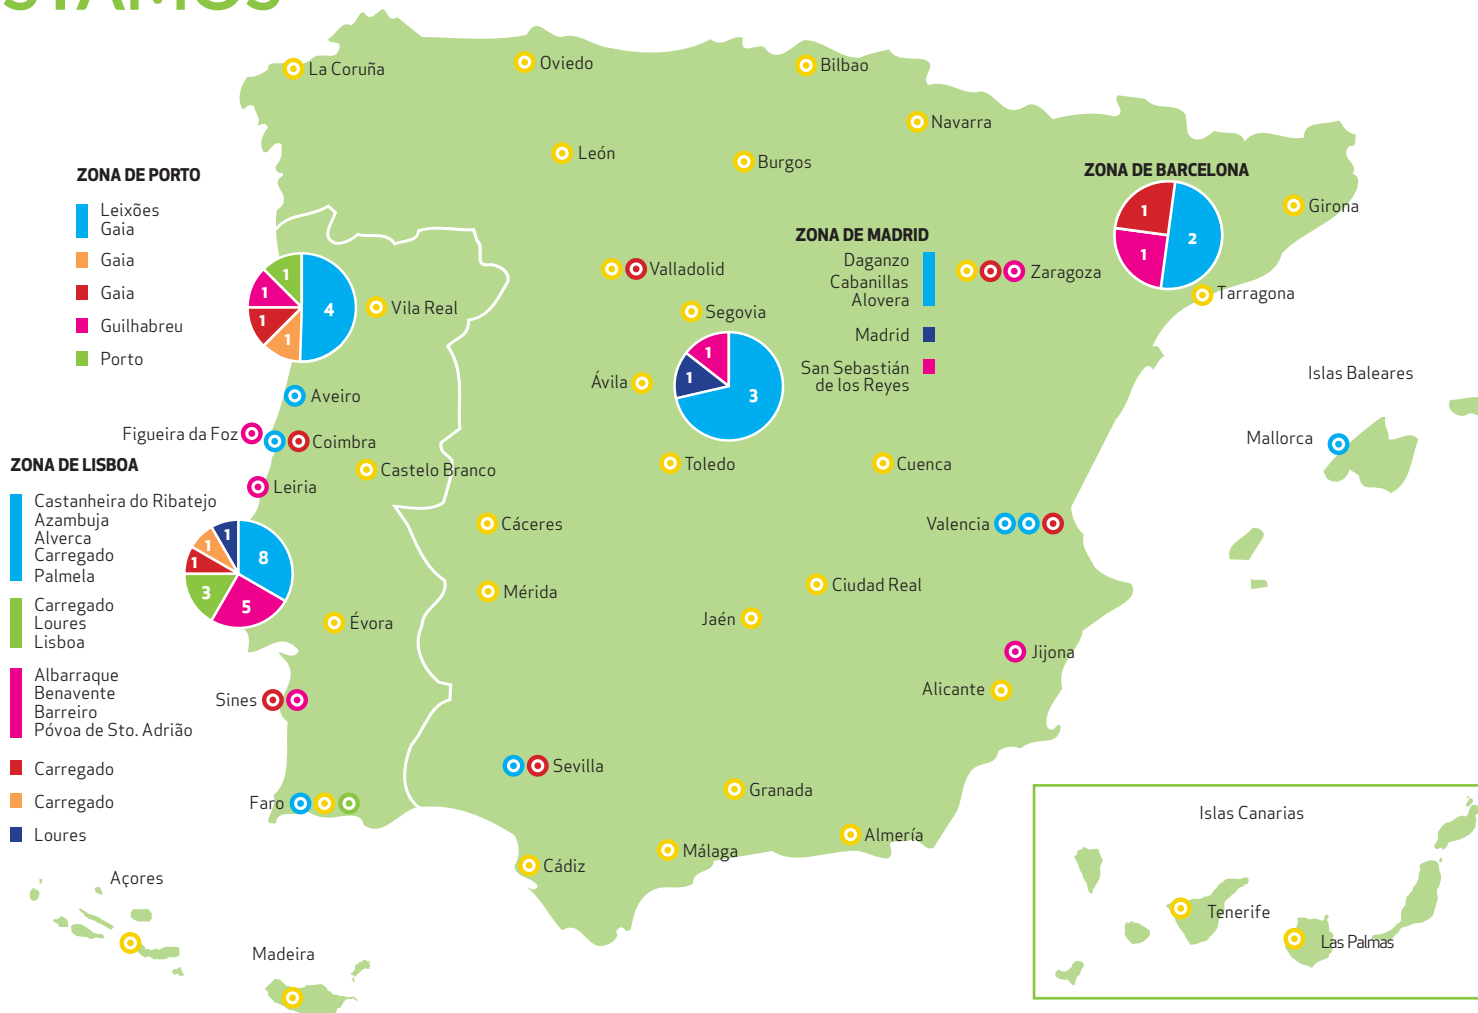 STAMOS
La Coruña
Oviedo
Bilbao
Navarra
León
Burgos
ZONA DE PORTO
Leixões
Gaia
Gaia
Gaia
Guilhabreu
Porto
1
1
1
1
4
Vila Real
ZONA DE BARCELONA
1
1
2
Girona
Tarragona
ZONA DE MADRID
Daganzo
Cabanillas
Alovera
Madrid
San Sebastián
de los Reyes
Zaragoza
Valladolid
Segovia
1
1
3
Ávila
Islas Baleares
Mallorca
Aveiro
Figueira da Foz
Coimbra
Castelo Branco
Leiria
Toledo
Cuenca
ZONA DE LISBOA
Castanheira do Ribatejo
Azambuja
Alverca
Carregado
Palmela
Carregado
Loures
Lisboa
Albarraque
Benavente
Barreiro
Póvoa de Sto. Adrião
Carregado
Carregado
Loures
1
1
1
3
8
5
Cáceres
Valencia
Mérida
Ciudad Real
Évora
Jaén
Jijona
Alicante
Sines
Sevilla
Faro
Granada
Almería
Málaga
Cádiz
Açores
Madeira
Islas Canarias
Tenerife
Las Palmas